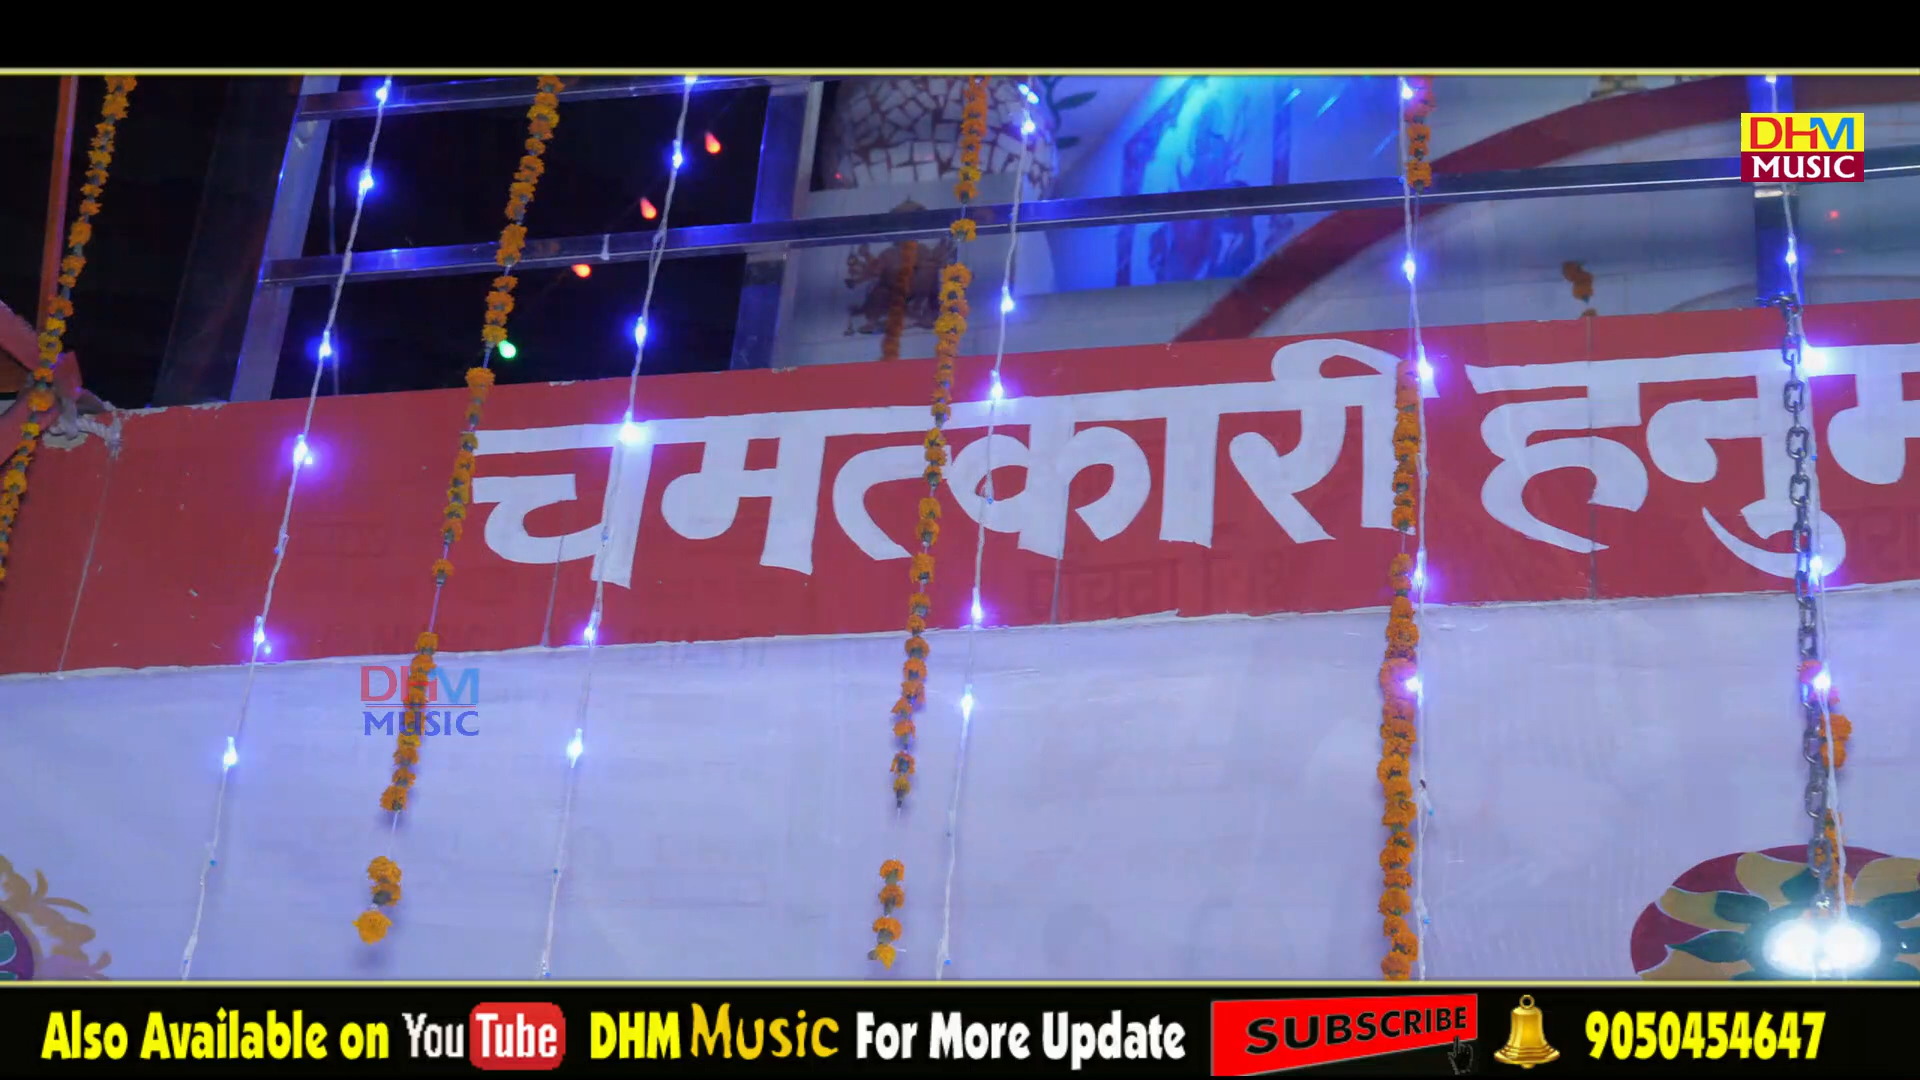 DHM
MUSIC
चमत्कारी हनुम
DHM
MUSIC
Also Available on YouTube DHM Music For More Update SUBSCRIBE 9050454647